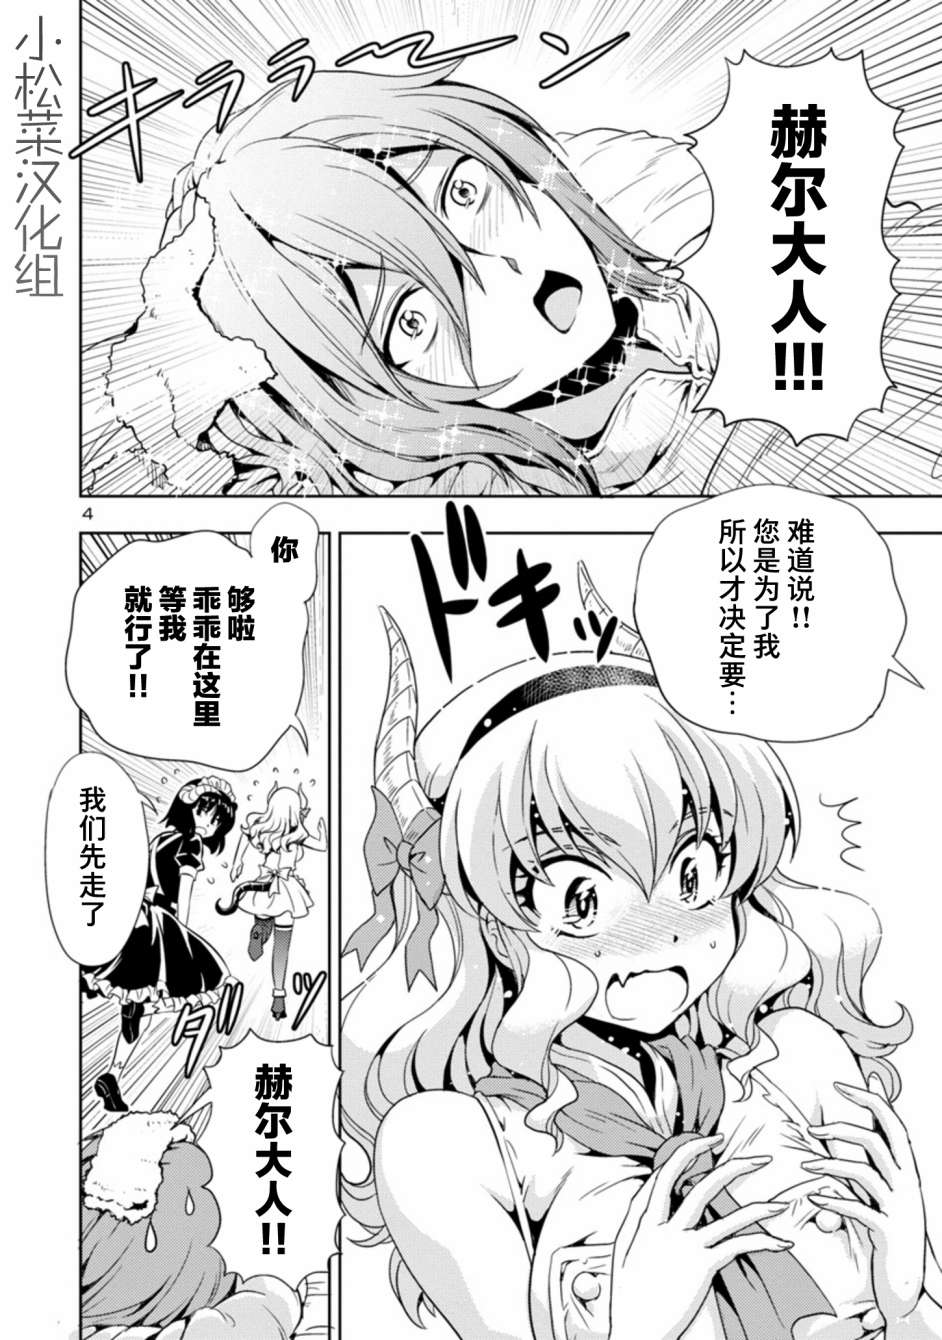 小松菜汉化组
キラララーン
赫尔大人!!!
4
难道说!!
您是为了我
所以才决定要…
ドキッ
你
够啦
乖乖在这里
等我
就行了!!
我们先走了
ダダッ
赫尔大人!!